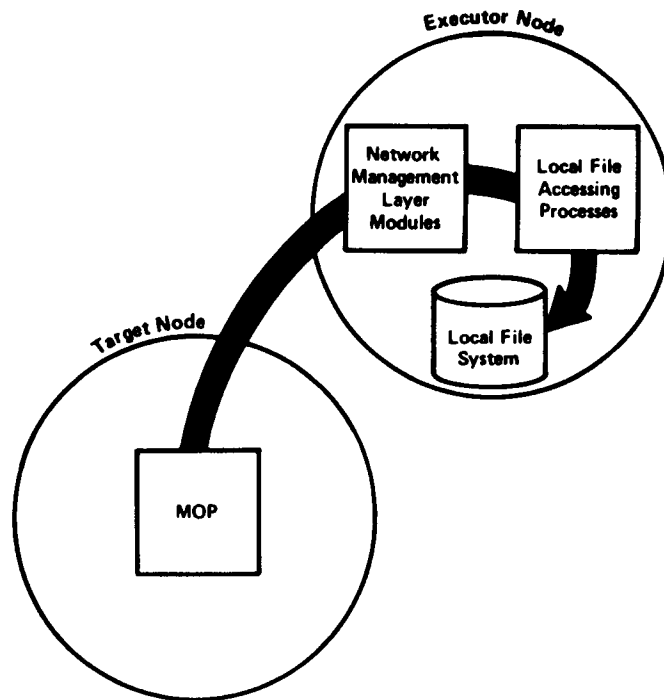 Executor Node
Network
Management
Layer
Modules
Local File
Accessing
Processes
Local File
System
Target Node
MOP